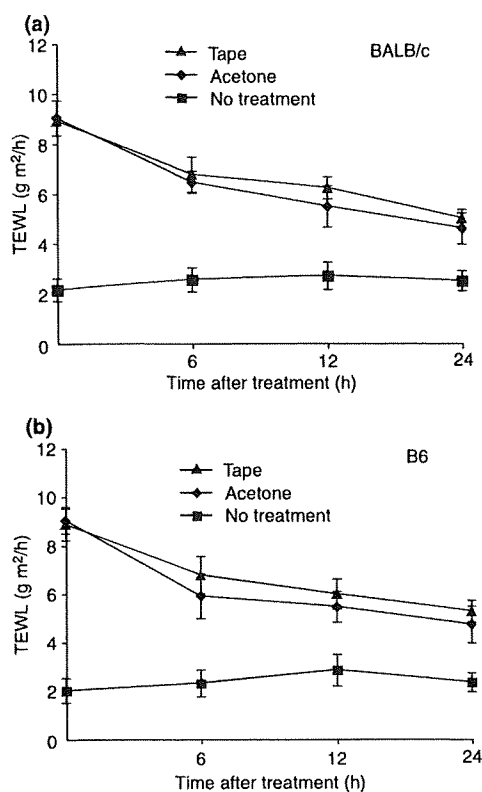 (a)
BALB/c
Tape
Acetone
No treatment
TEWL (g m²/h)
12
10
8
6
4
2
0
6 12 24
Time after treatment (h)
(b)
B6
Tape
Acetone
No treatment
TEWL (g m²/h)
12
10
8
6
4
2
0
6 12 24
Time after treatment (h)